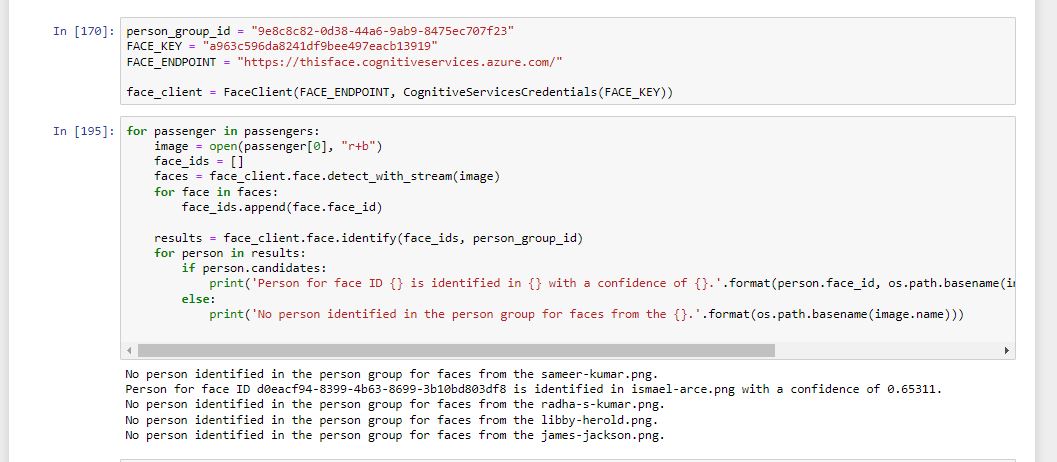 In [170]: person_group_id = "9e8c8c82-0d38-44a6-9ab9-8475ec707f23"
FACE_KEY = "a963c596da8241df9bee497eacb13919"
FACE_ENDPOINT = "https://thisface.cognitiveservices.azure.com/"
face_client = FaceClient(FACE_ENDPOINT, CognitiveServicesCredentials(FACE_KEY))
In [195]: for passenger in passengers:
image = open(passenger[0], "r+b")
face_ids = []
faces = face_client.face.detect_with_stream(image)
for face in faces:
face_ids.append(face.face_id)
results = face_client.face.identify(face_ids, person_group_id)
for person in results:
if person.candidates:
print('Person for face ID {} is identified in {} with a confidence of {}.'.format(person.face_id, os.path.basename(
else:
print('No person identified in the person group for faces from the {}.'.format(os.path.basename(image.name)))
No person identified in the person group for faces from the sameer-kumar.png.
Person for face ID d0eacf94-8399-4b63-8699-3b10bd803df8 is identified in ismael-arce.png with a confidence of 0.65311.
No person identified in the person group for faces from the radha-s-kumar.png.
No person identified in the person group for faces from the libby-herold.png.
No person identified in the person group for faces from the james-jackson.png.